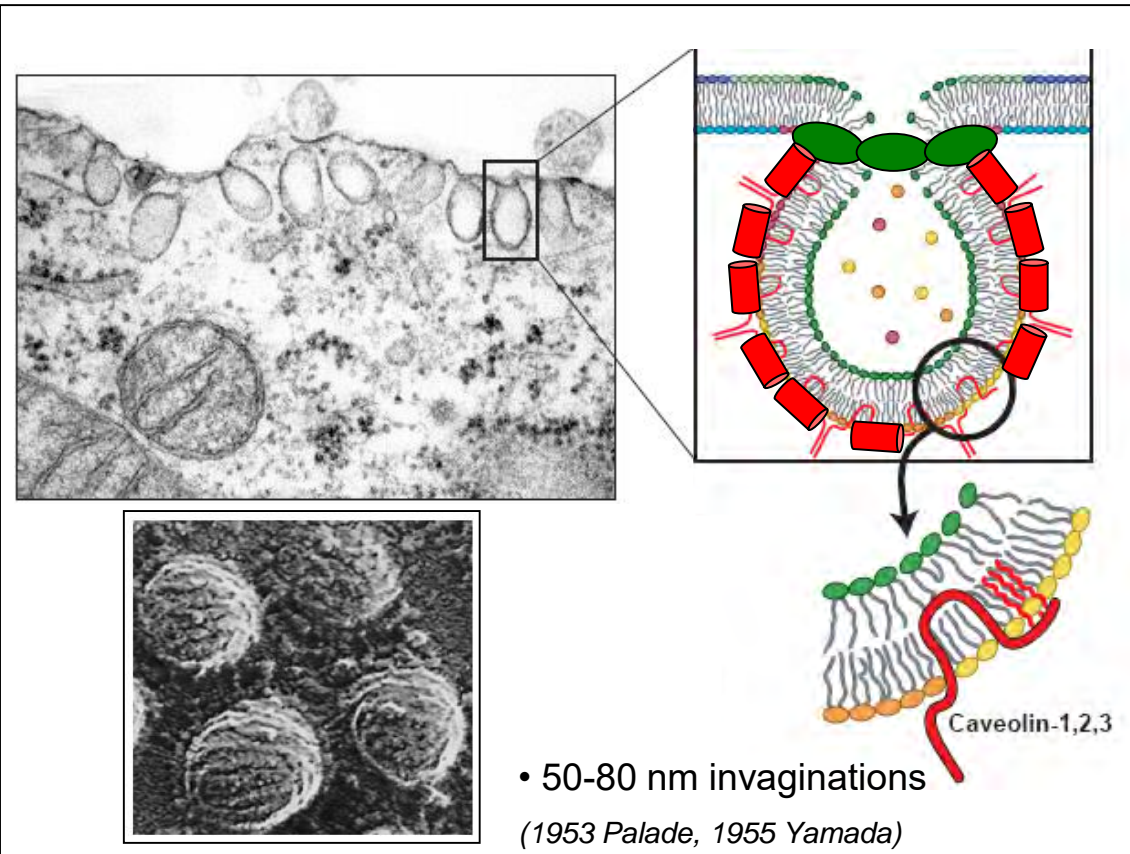 Caveolin-1,2,3
• 50-80 nm invaginations
(1953 Palade, 1955 Yamada)